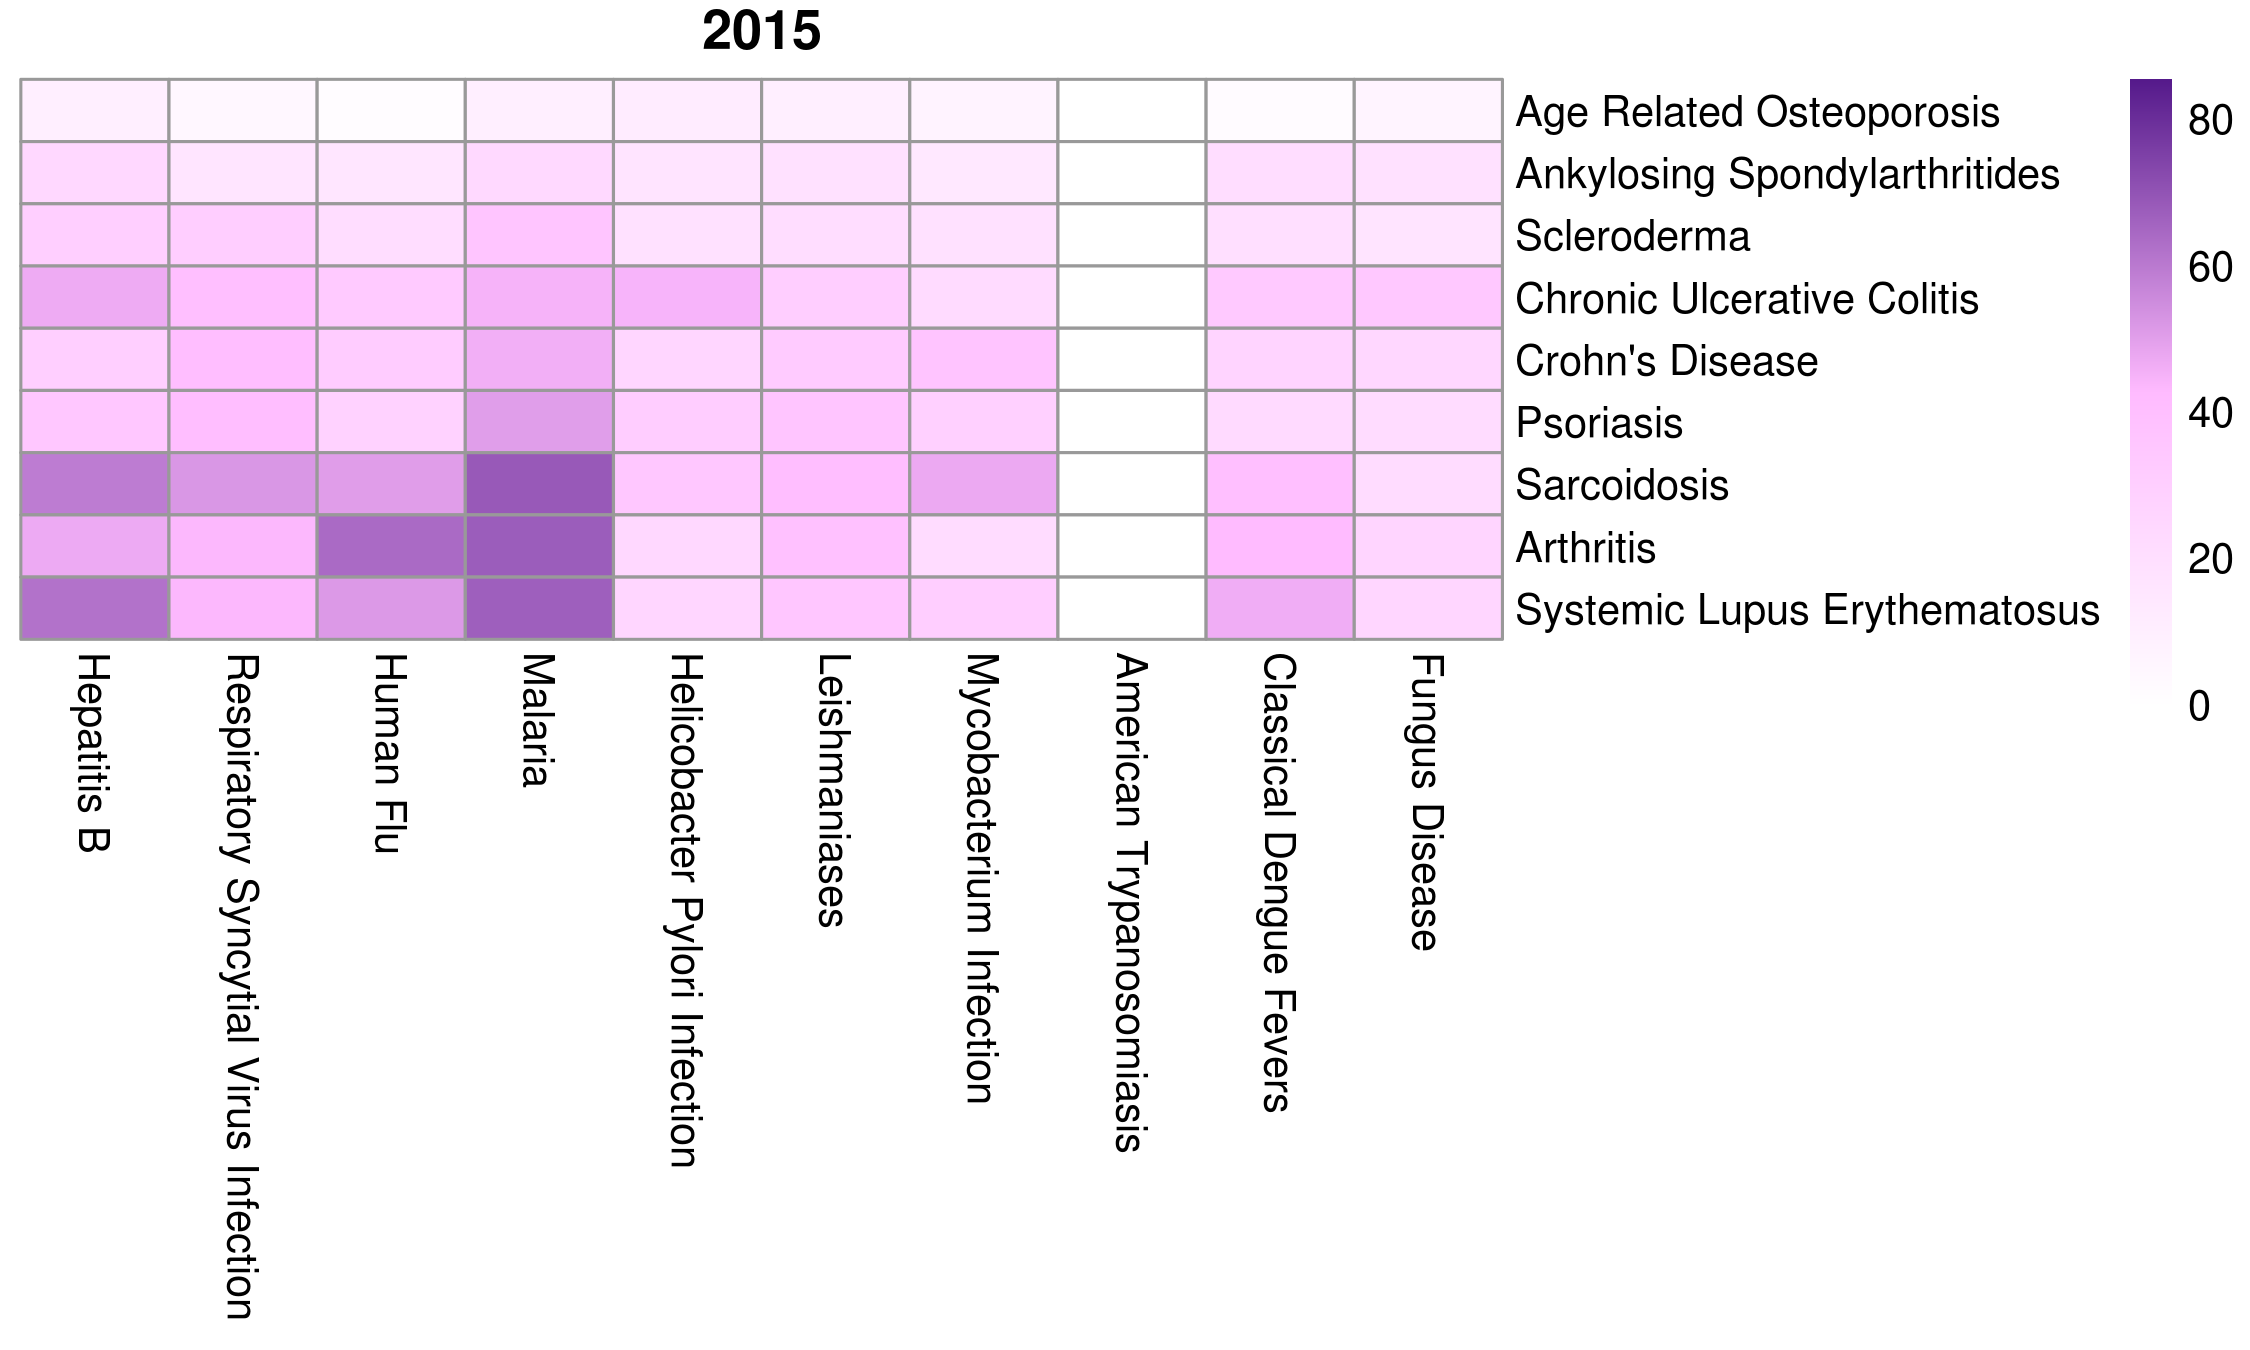 2015
Age Related Osteoporosis
Ankylosing Spondylarthritides
Scleroderma
Chronic Ulcerative Colitis
Crohn's Disease
Psoriasis
Sarcoidosis
Arthritis
Systemic Lupus Erythematosus
80
60
40
20
0
Hepatitis B
Respiratory Syncytial Virus Infection
Human Flu
Malaria
Helicobacter Pylori Infection
Leishmaniases
Mycobacterium Infection
American Trypanosomiasis
Classical Dengue Fevers
Fungus Disease